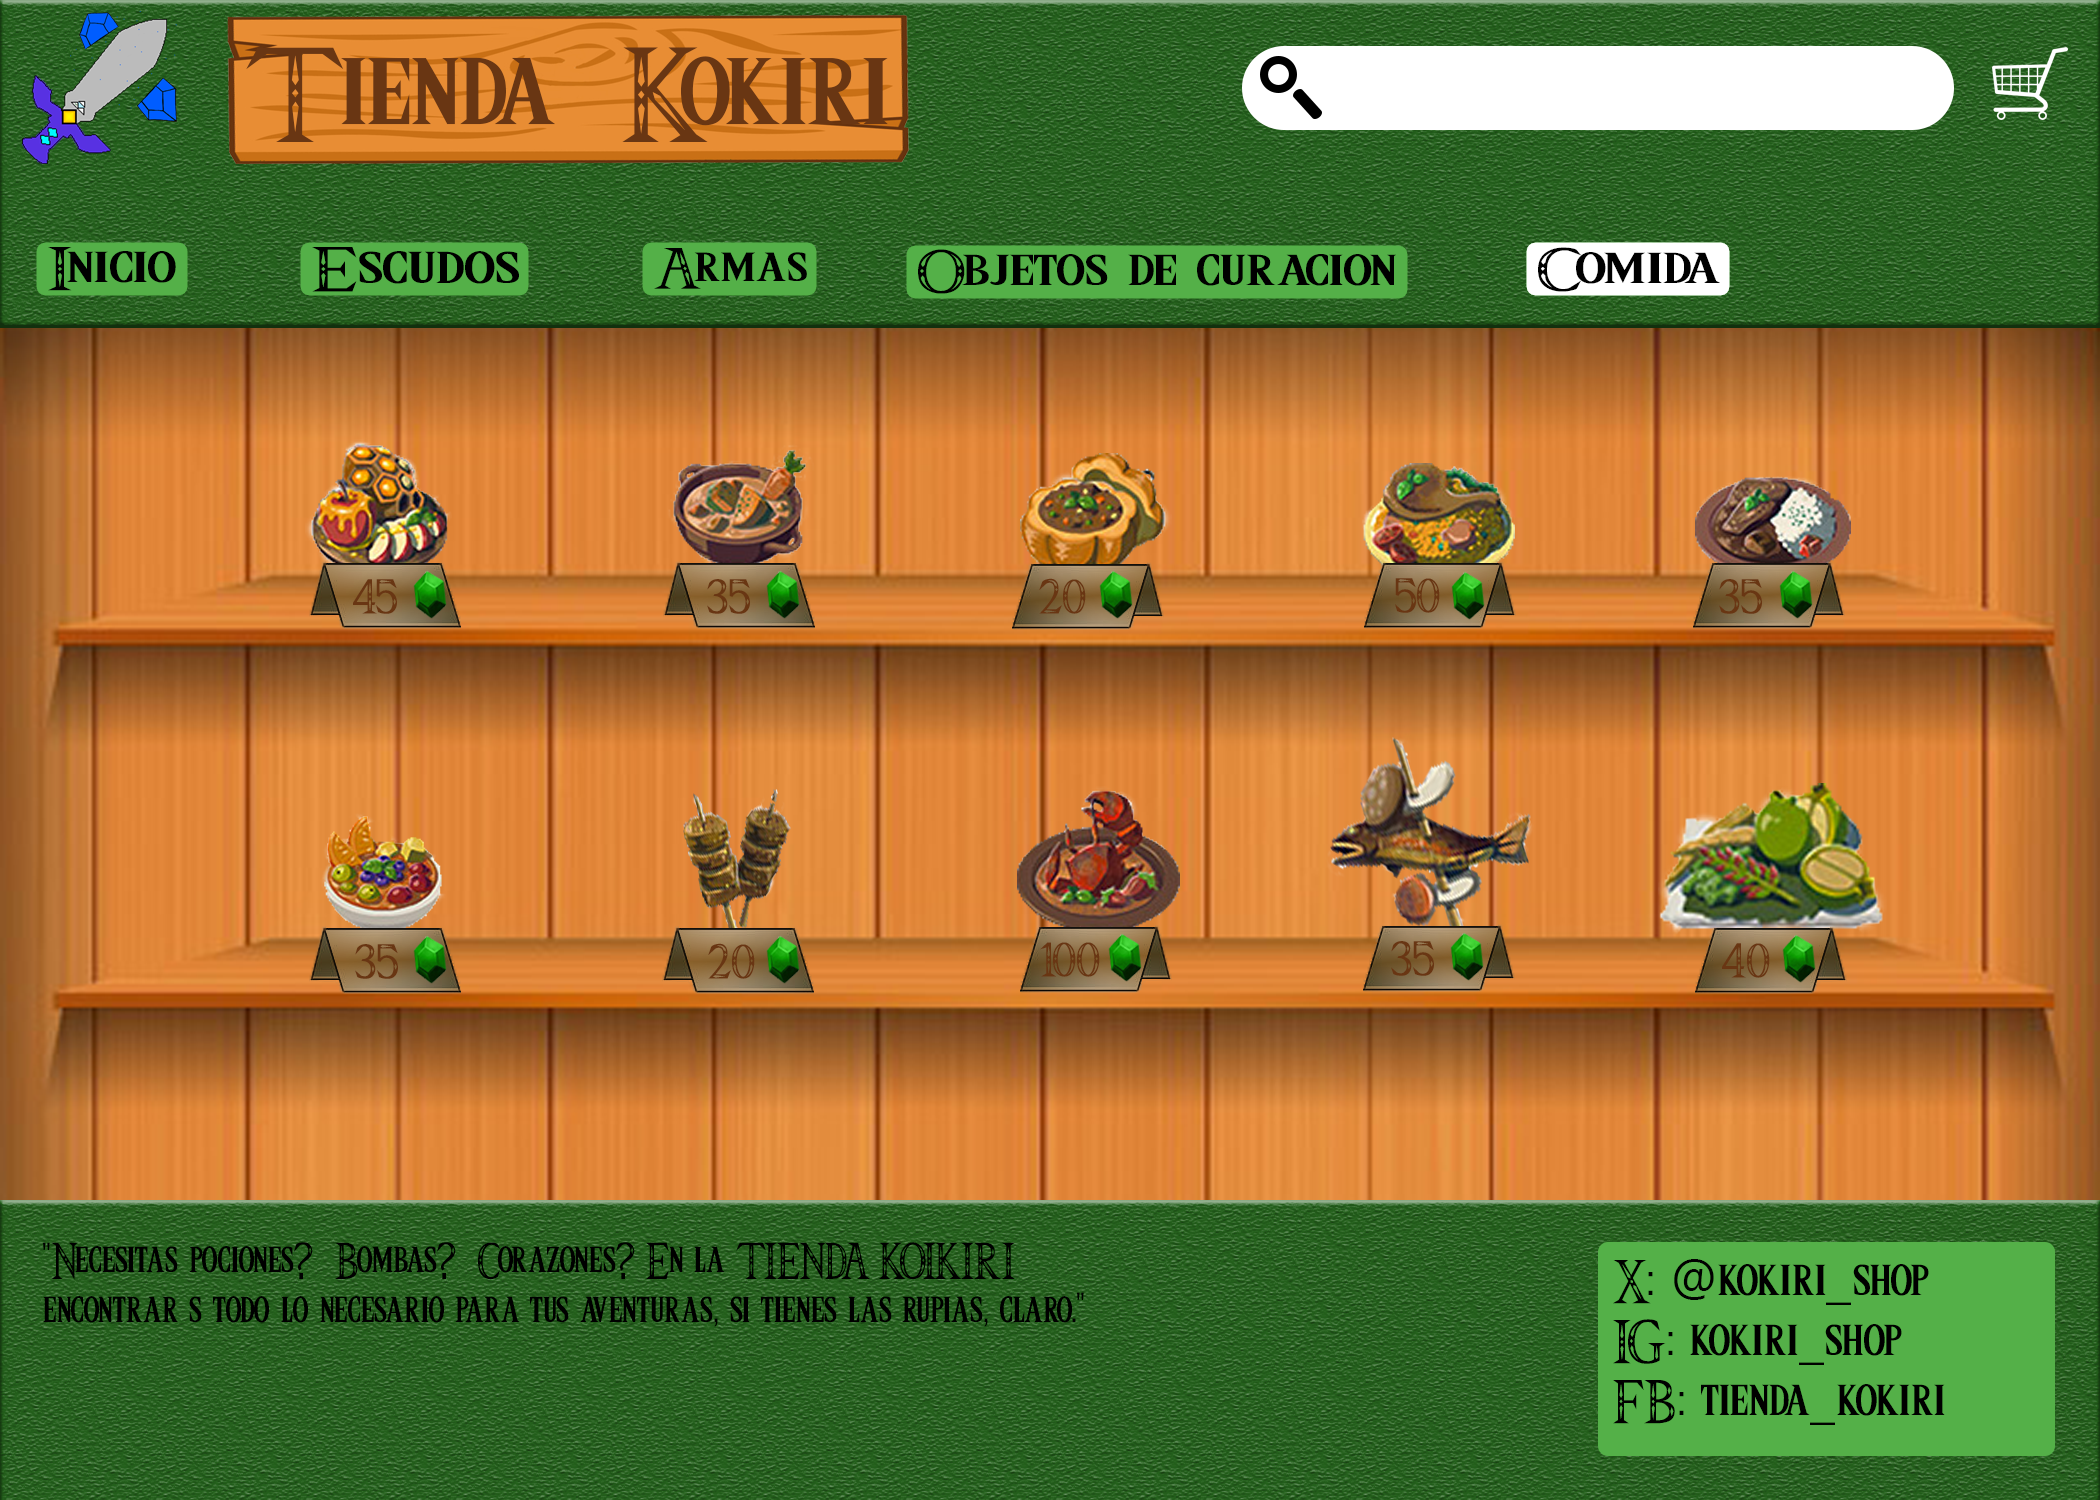 Tienda Kokiri
Inicio
Escudos
Armas
Objetos de curacion
Comida
45
35
20
50
35
35
20
100
35
40
"Necesitas pociones? Bombas? Corazones? En la TIENDA KOIKIRI
encontrar s todo lo necesario para tus aventuras, si tienes las rupias, claro."
X: @kokiri_shop
IG: kokiri_shop
FB: tienda_kokiri